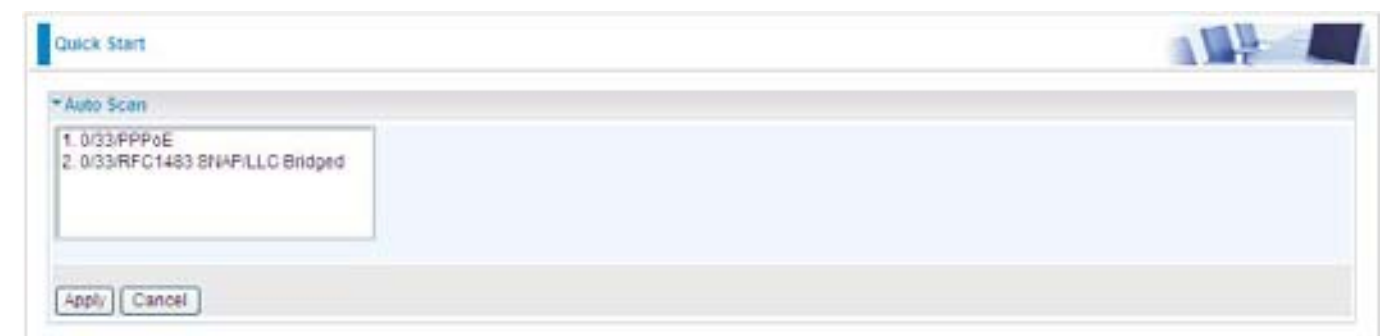 Quick Start
Auto Scan
1. 0/33/PPPoE
2. 0/33/RFC1483 SNAP/LLC Bridged
Apply Cancel